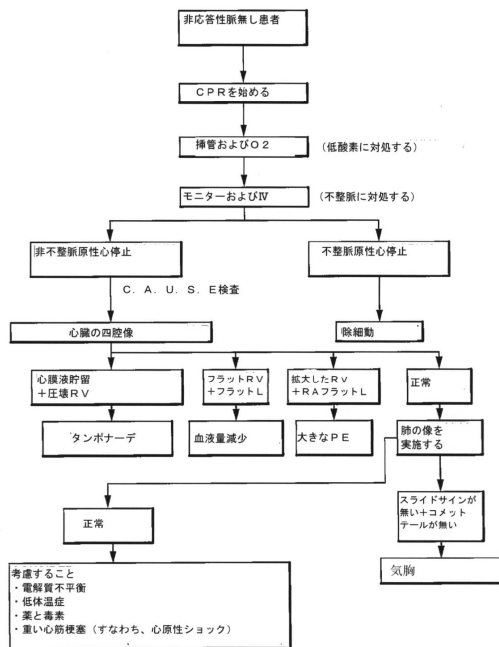 非応答性脈無し患者
CPRを始める
挿管およびO2
(低酸素に対処する)
モニターおよびⅣ
(不整脈に対処する)
非不整脈原性心停止
不整脈原性心停止
C.A.U.S.E検査
心臓の四腔像
除細動
心膜液貯留
+圧壊RV
フラットRV
+フラットL
拡大したRv
+RAフラットL
正常
タンポナーデ
血液量減少
大きなPE
肺の像を
実施する
正常
スライドサインが
無い+コメット
テールが無い
気胸
考慮すること
・電解質不平衡
・低体温症
・薬と毒素
・重い心筋梗塞(すなわち、心原性ショック)